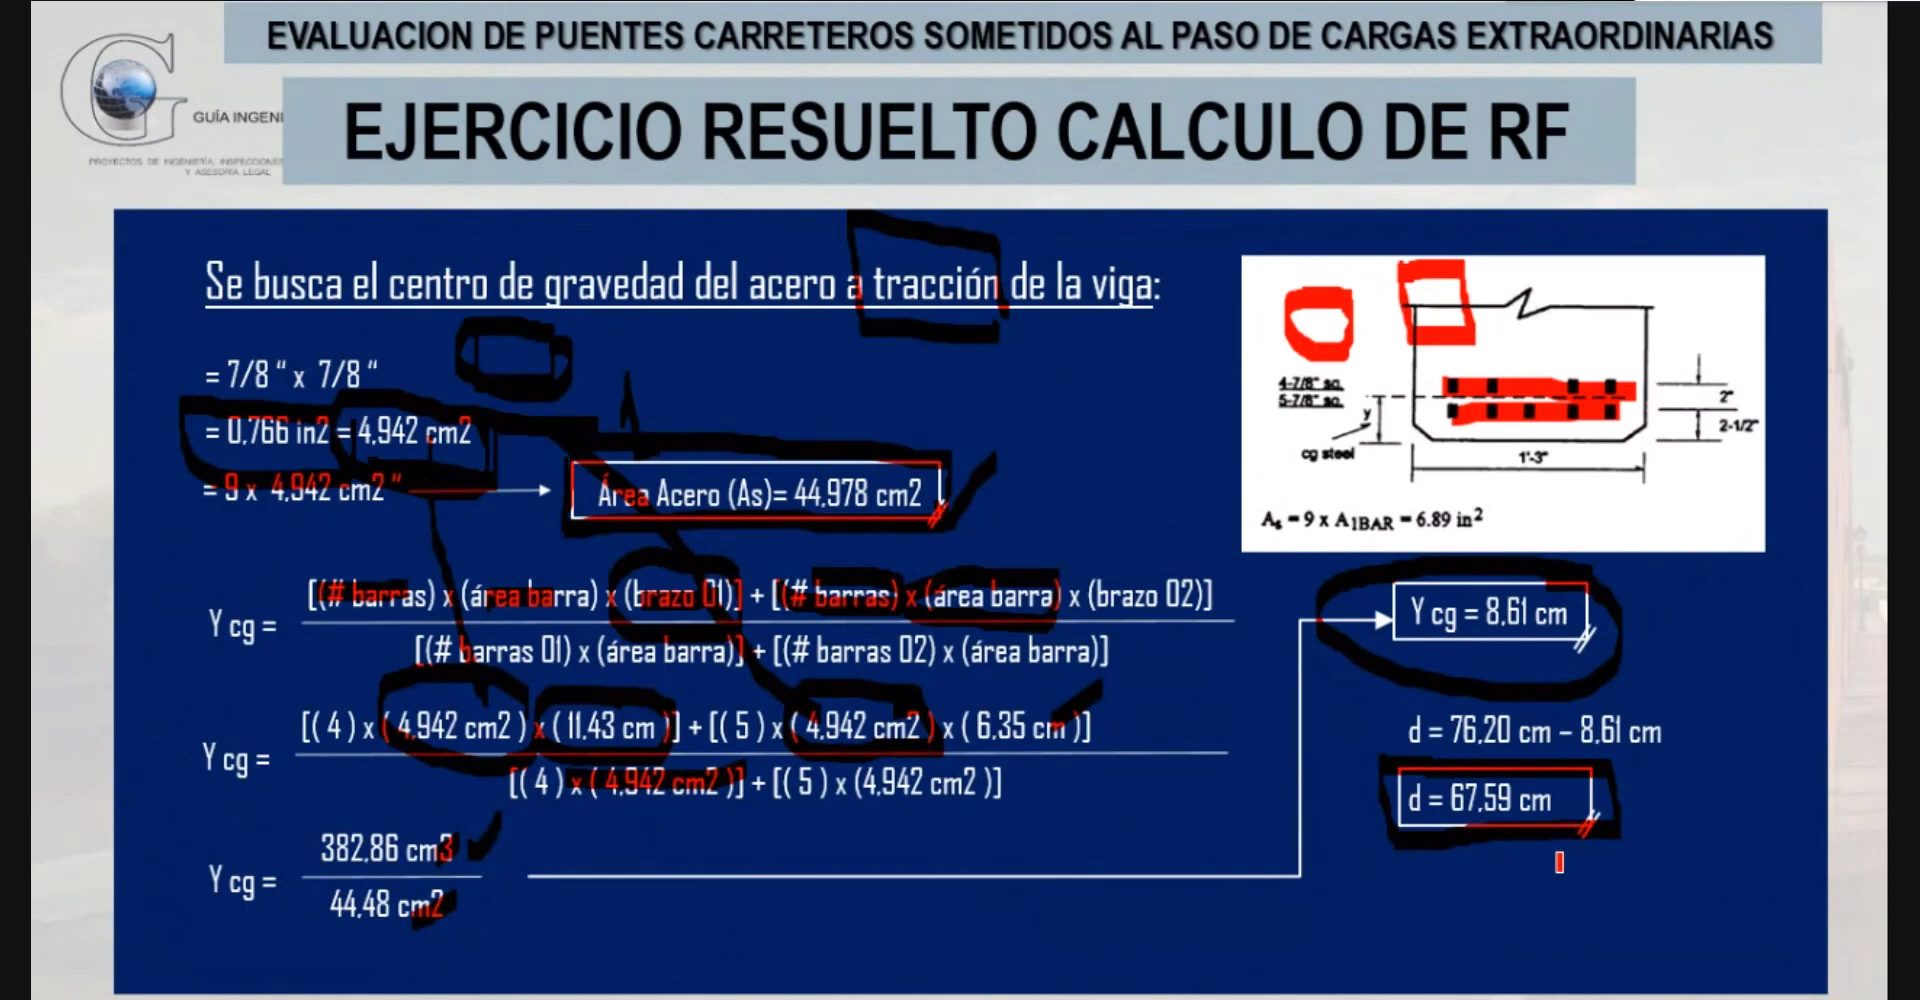 EVALUACION DE PUENTES CARRETEROS SOMETIDOS AL PASO DE CARGAS EXTRAORDINARIAS
GUÍA INGENI
PROYECTOS DE INGENIERÍA, INSPECCIONE
Y ASESORIA LEGAL
EJERCICIO RESUELTO CALCULO DE RF
Se busca el centro de gravedad del acero a tracción de la viga:
= 7/8 “ x 7/8 “
= 0,766 in2 = 4,942 cm2
= 9 x 4,942 cm2 “
Área Acero (As)= 44,978 cm2
4-7/8" sq.
5-7/8" sq.
y
cg steel
2"
2-1/2"
1'-3"
As = 9 x A1BAR = 6.89 in2
Y cg =
[(# barras) x (área barra) x (brazo 01)] + [(# barras) x (área barra) x (brazo 02)]
[(# barras 01) x (área barra)] + [(# barras 02) x (área barra)]
Y cg =
[( 4 ) x ( 4,942 cm2 ) x ( 11,43 cm )] + [( 5 ) x ( 4,942 cm2 ) x ( 6,35 cm )]
[( 4 ) x ( 4,942 cm2 )] + [( 5 ) x (4,942 cm2 )]
Y cg =
382,86 cm3
44,48 cm2
Y cg = 8,61 cm
d = 76,20 cm – 8,61 cm
d = 67,59 cm